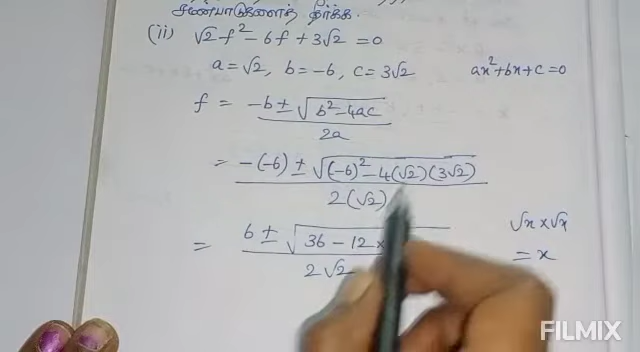 சமன்பாடுகளைத் தீர்க்க.
(ii) √2 f² − 6f + 3√2 = 0
a = √2, b = −6, c = 3√2 ax² + bx + c = 0
f = (−b ± √(b² − 4ac)) / 2a
= (−(−6) ± √((−6)² − 4(√2)(3√2))) / 2(√2)
= (6 ± √(36 − 12 × / 2√2
√x × √x
= x
FILMIX